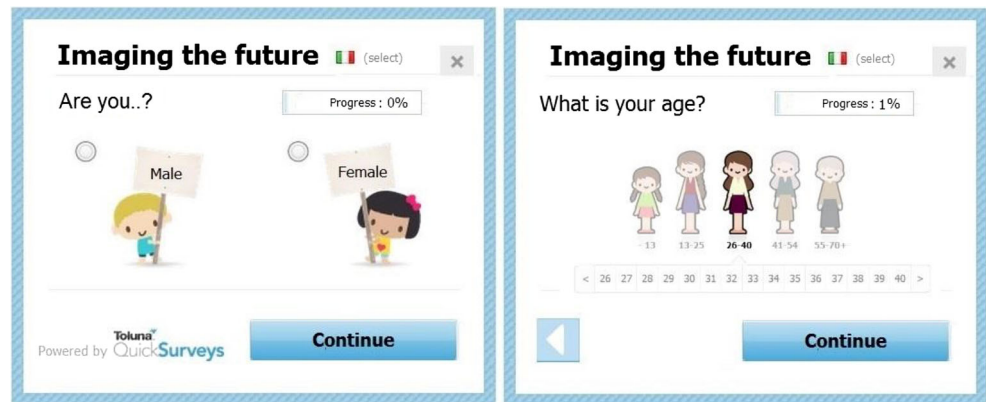 Imaging the future (select)
Are you..?
Progress : 0%
Male
Female
Powered by Toluna QuickSurveys
Continue
Imaging the future (select)
What is your age?
Progress : 1%
- 13 13-25 26-40 41-54 55-70+
< 26 27 28 29 30 31 32 33 34 35 36 37 38 39 40 >
Continue